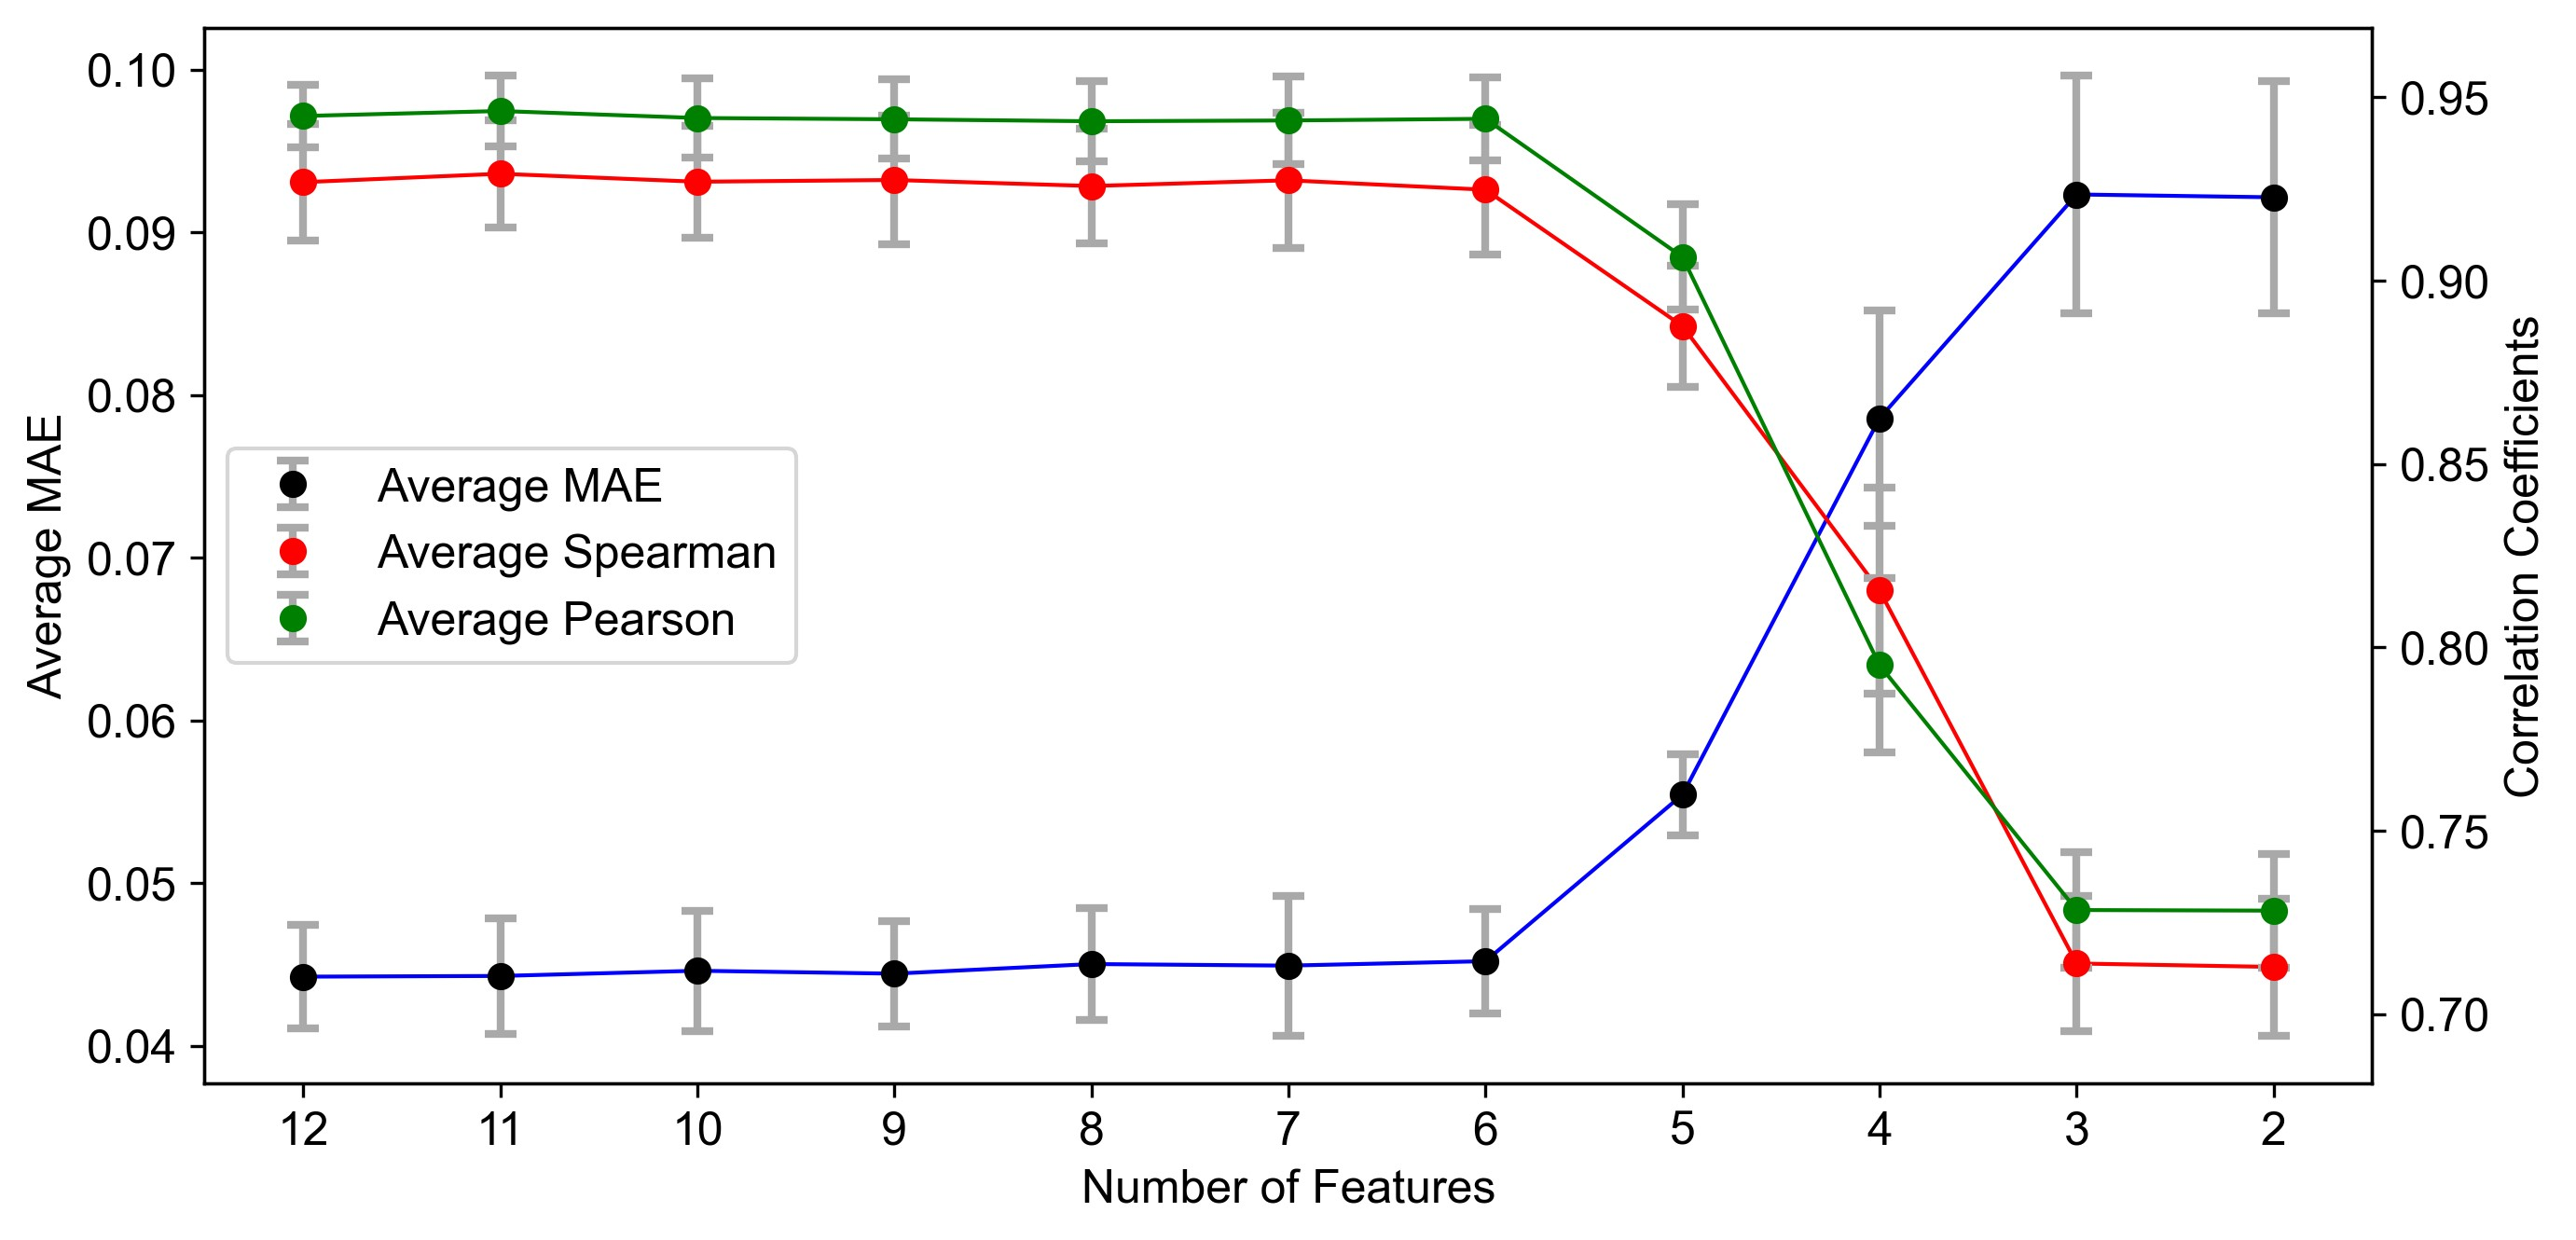 0.10
0.09
0.08
0.07
0.06
0.05
0.04
Average MAE
Average MAE
Average Spearman
Average Pearson
0.95
0.90
0.85
0.80
0.75
0.70
Correlation Coefficients
12 11 10 9 8 7 6 5 4 3 2
Number of Features